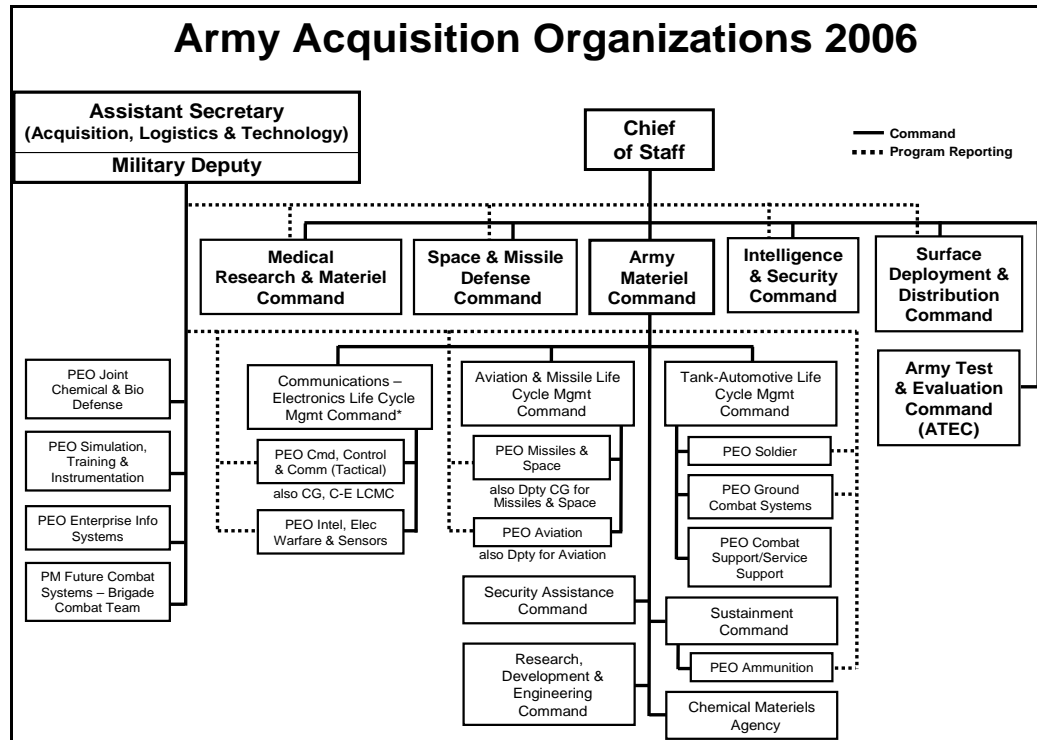 Army Acquisition Organizations 2006
Assistant Secretary
(Acquisition, Logistics & Technology)
Military Deputy
Chief
of Staff
Command
Program Reporting
Medical
Research & Materiel
Command
Space & Missile
Defense
Command
Army
Materiel
Command
Intelligence
& Security
Command
Surface
Deployment &
Distribution
Command
Army Test
& Evaluation
Command
(ATEC)
PEO Joint
Chemical & Bio
Defense
PEO Simulation,
Training &
Instrumentation
PEO Enterprise Info
Systems
PM Future Combat
Systems – Brigade
Combat Team
Communications –
Electronics Life Cycle
Mgmt Command*
PEO Cmd, Control
& Comm (Tactical)
also CG, C-E LCMC
PEO Intel, Elec
Warfare & Sensors
Aviation & Missile Life
Cycle Mgmt
Command
PEO Missiles &
Space
also Dpty CG for
Missiles & Space
PEO Aviation
also Dpty for Aviation
Tank-Automotive Life
Cycle Mgmt
Command
PEO Soldier
PEO Ground
Combat Systems
PEO Combat
Support/Service
Support
Security Assistance
Command
Research,
Development &
Engineering
Command
Sustainment
Command
PEO Ammunition
Chemical Materiels
Agency